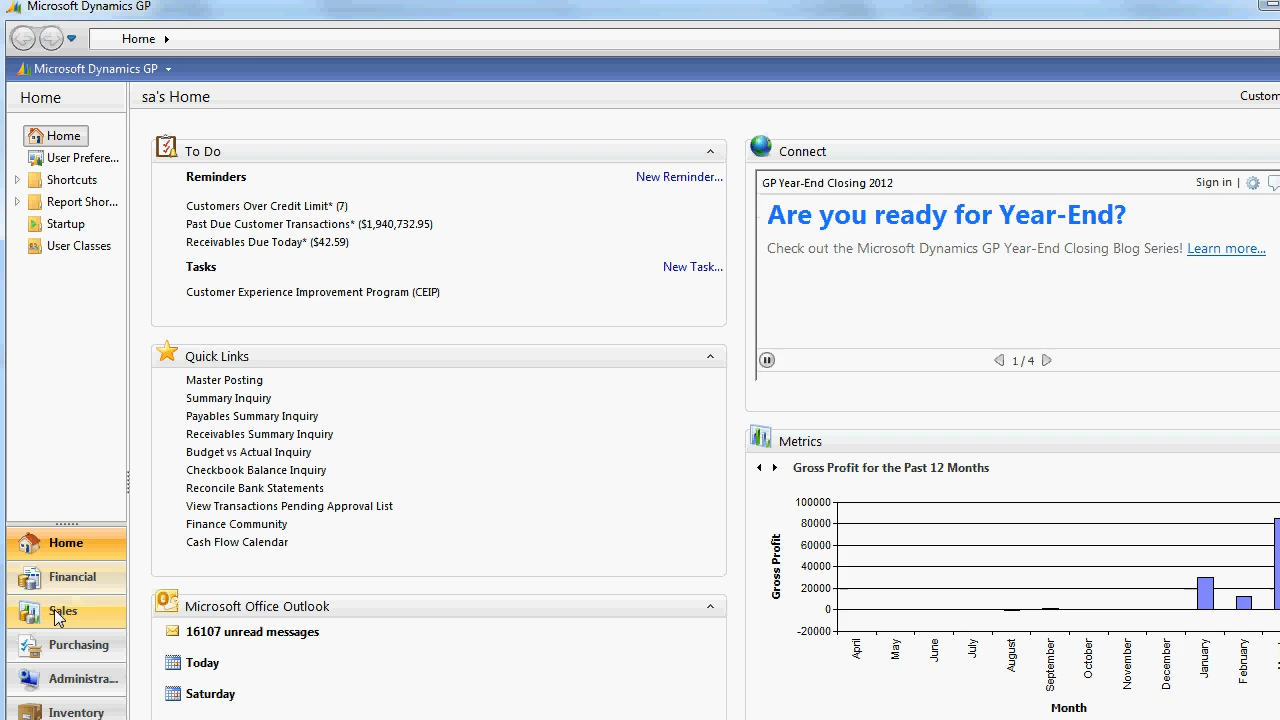 Microsoft Dynamics GP
Home
Microsoft Dynamics GP
Home
sa's Home
Custom
Home
User Prefere...
Shortcuts
Report Shor...
Startup
User Classes
To Do
Reminders
New Reminder...
Customers Over Credit Limit* (7)
Past Due Customer Transactions* ($1,940,732.95)
Receivables Due Today* ($42.59)
Tasks
New Task...
Customer Experience Improvement Program (CEIP)
Quick Links
Master Posting
Summary Inquiry
Payables Summary Inquiry
Receivables Summary Inquiry
Budget vs Actual Inquiry
Checkbook Balance Inquiry
Reconcile Bank Statements
View Transactions Pending Approval List
Finance Community
Cash Flow Calendar
Microsoft Office Outlook
16107 unread messages
Today
Saturday
Connect
GP Year-End Closing 2012
Sign in |
Are you ready for Year-End?
Check out the Microsoft Dynamics GP Year-End Closing Blog Series! Learn more...
1 / 4
Metrics
Gross Profit for the Past 12 Months
Gross Profit
100000
80000
60000
40000
20000
0
-20000
April
May
June
July
August
September
October
November
December
January
February
Month
Home
Financial
Sales
Purchasing
Administra...
Inventory